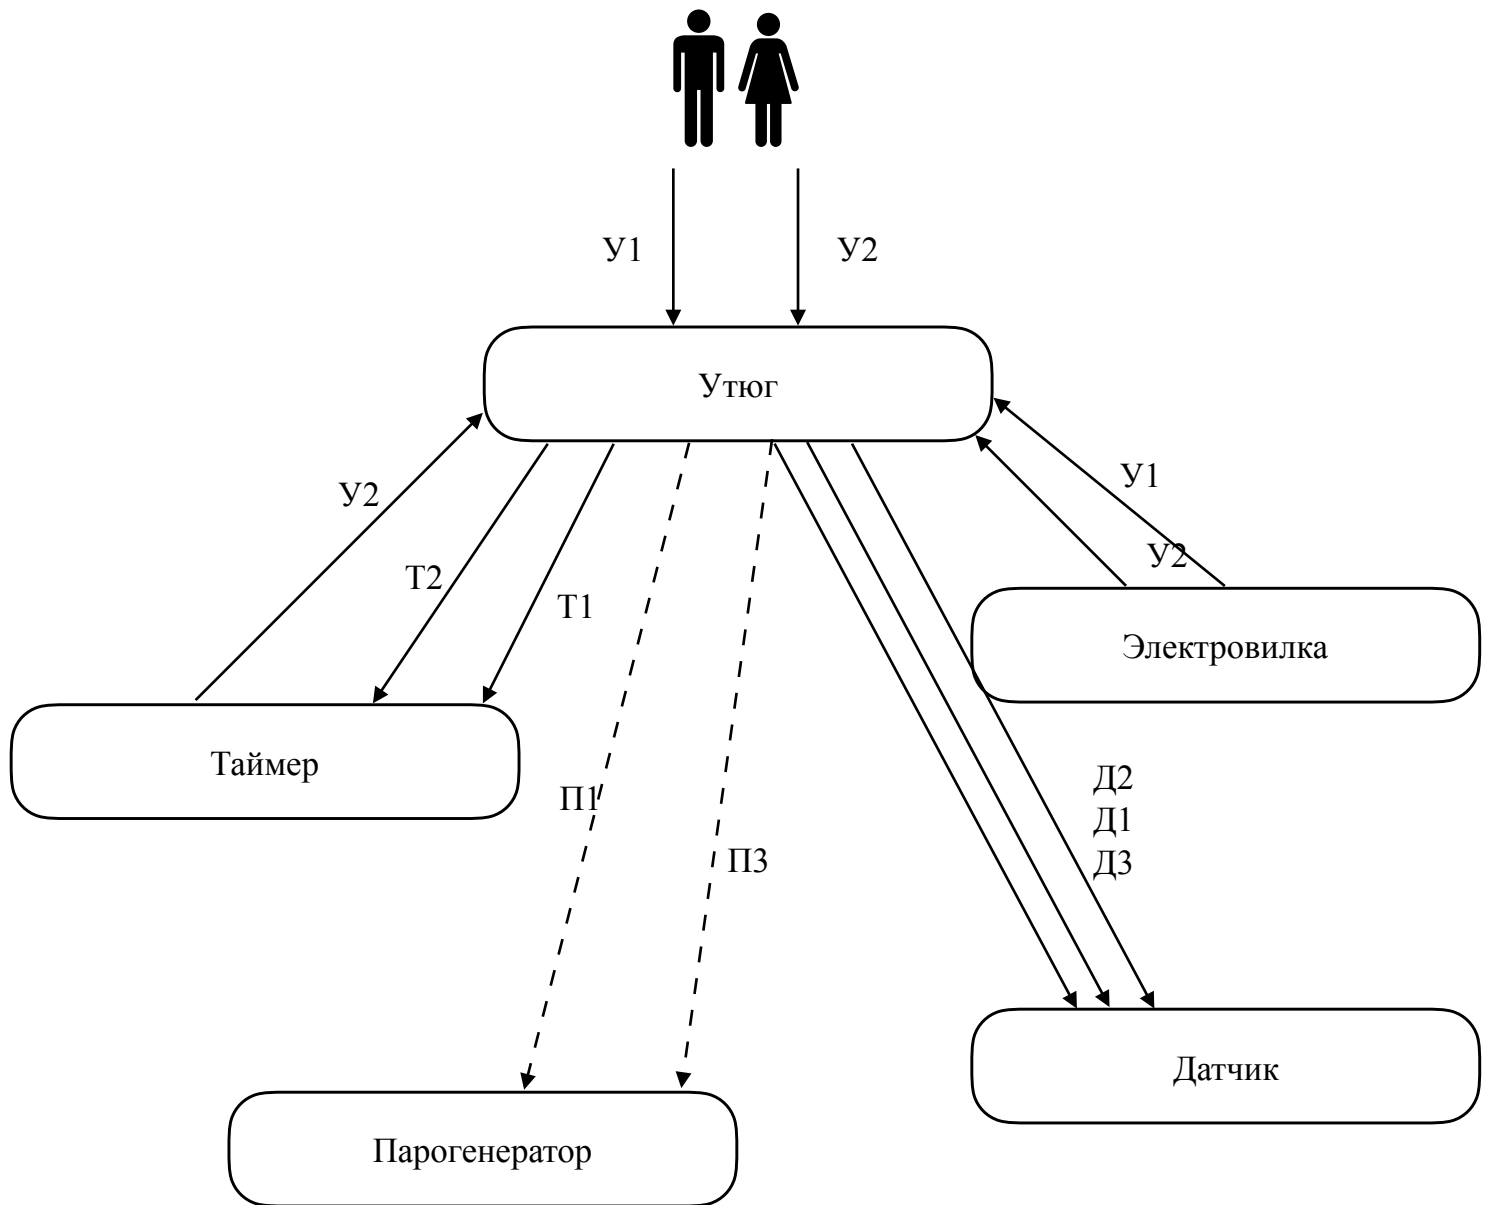 У1
У2
Утюг
У2
У1
Т2
У2
Т1
Электровилка
Таймер
Д2
П1
Д1
П3
Д3
Датчик
Парогенератор